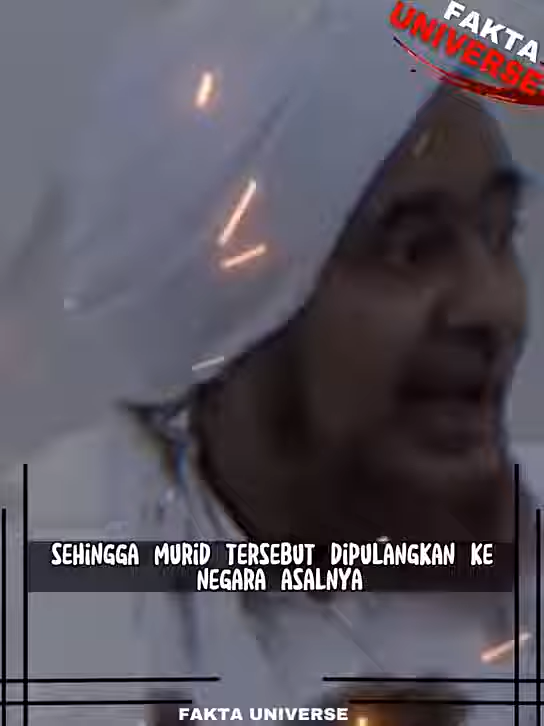 FAKTA
UNIVERSE
SEHINGGA MURID TERSEBUT DIPULANGKAN KE
NEGARA ASALNYA
FAKTA UNIVERSE